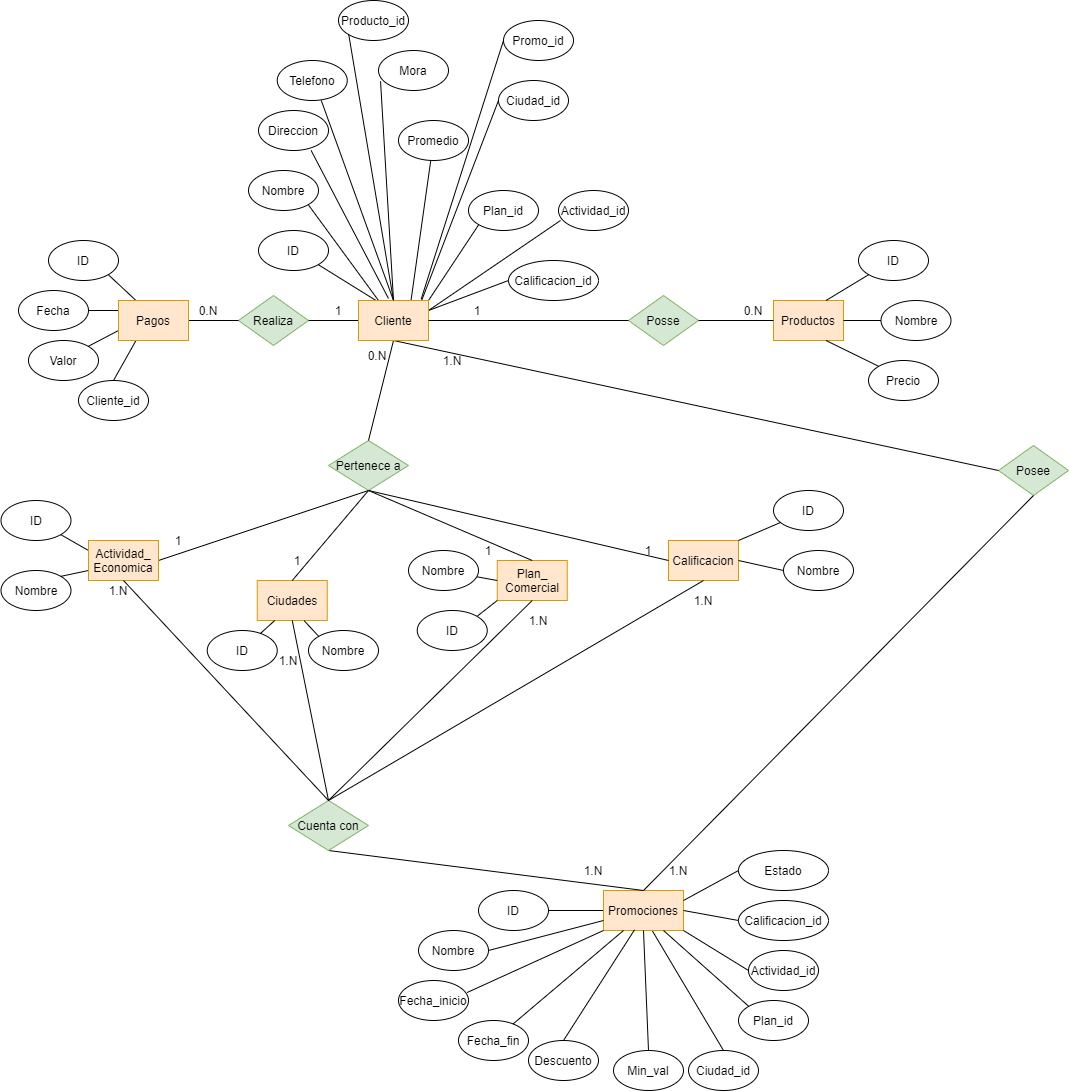 Producto_id
Promo_id
Mora
Telefono
Ciudad_id
Direccion
Promedio
Nombre
Plan_id
Actividad_id
ID
ID
ID
Calificacion_id
Fecha
0.N
1
1
0.N
Pagos
Realiza
Cliente
Posse
Productos
Nombre
Valor
0.N
1.N
Precio
Cliente_id
Pertenece a
Posee
ID
ID
1
1
1
1
Actividad_
Economica
Calificacion
Nombre
Nombre
Plan_
Comercial
Nombre
1.N
Ciudades
1.N
1.N
ID
ID
Nombre
1.N
Cuenta con
1.N
1.N
Estado
ID
Promociones
Calificacion_id
Nombre
Actividad_id
Fecha_inicio
Plan_id
Fecha_fin
Descuento
Min_val
Ciudad_id